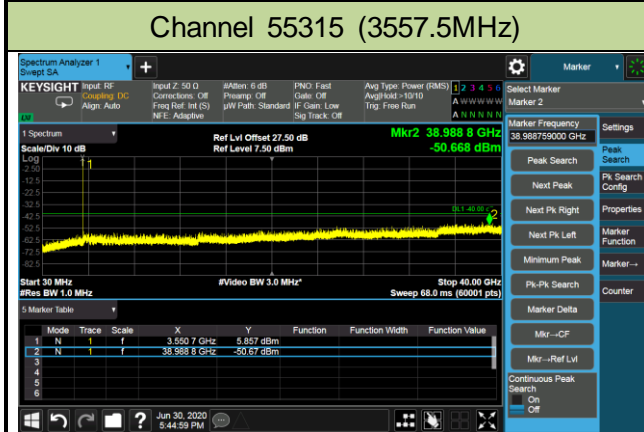 Channel 55315 (3557.5MHz)
Spectrum Analyzer 1
Swept SA
+
Marker
KEYSIGHT
Input: RF
Coupling: DC
Align: Auto
Input Z: 50 Ω
Corrections: Off
Freq Ref: Int (S)
NFE: Adaptive
#Atten: 6 dB
Preamp: Off
µW Path: Standard
PNO: Fast
Gate: Off
IF Gain: Low
Sig Track: Off
Avg Type: Power (RMS)
Avg|Hold:>10/10
Trig: Free Run
1 2 3 4 5 6
A W W W W W
A N N N N N
Select Marker
Marker 2
Marker Frequency
38.988759000 GHz
Settings
Peak Search
Next Peak
Next Pk Right
Next Pk Left
Minimum Peak
Pk-Pk Search
Marker Delta
Mkr→CF
Mkr→Ref Lvl
Continuous Peak Search
On
Off
Peak Search
Pk Search Config
Properties
Marker Function
Marker→
Counter
1 Spectrum
Scale/Div 10 dB
Ref Lvl Offset 27.50 dB
Ref Level 7.50 dBm
Mkr2 38.988 8 GHz
-50.668 dBm
Log
-2.50
-12.5
-22.5
-32.5
-42.5
-52.5
-62.5
-72.5
-82.5
1
DL1 -40.00
2
Start 30 MHz
#Res BW 1.0 MHz
#Video BW 3.0 MHz*
Stop 40.00 GHz
Sweep 68.0 ms (60001 pts)
5 Marker Table
Mode Trace Scale X Y Function Function Width Function Value
1 N 1 f 3.550 7 GHz 5.857 dBm
2 N 1 f 38.988 8 GHz -50.67 dBm
3
4
5
6
?
Jun 30, 2020
5:44:59 PM